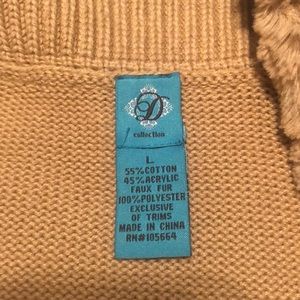 D
collection
L
55% COTTON
45% ACRYLIC
FAUX FUR
100% POLYESTER
EXCLUSIVE
OF TRIMS
MADE IN CHINA
RN#105664